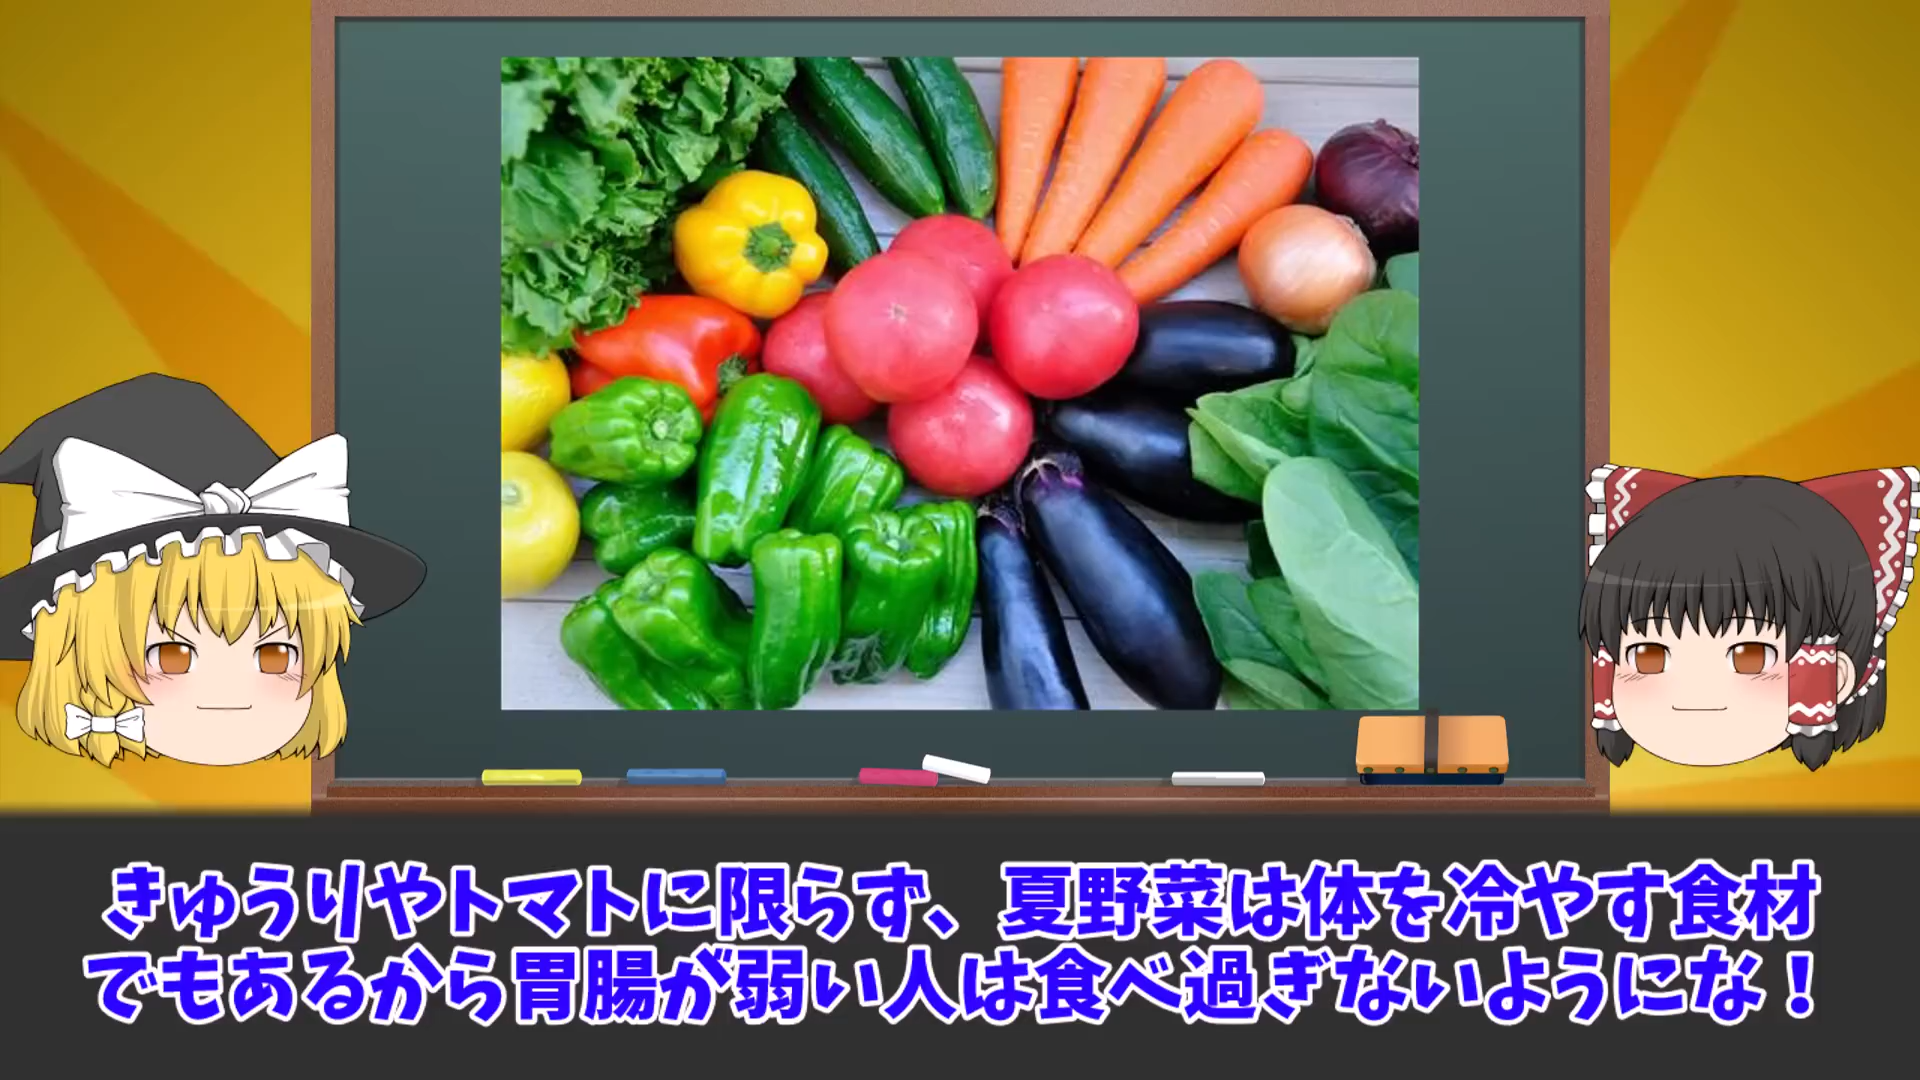 きゅうりやトマトに限らず、夏野菜は体を冷やす食材
でもあるから胃腸が弱い人は食べ過ぎないようにな！